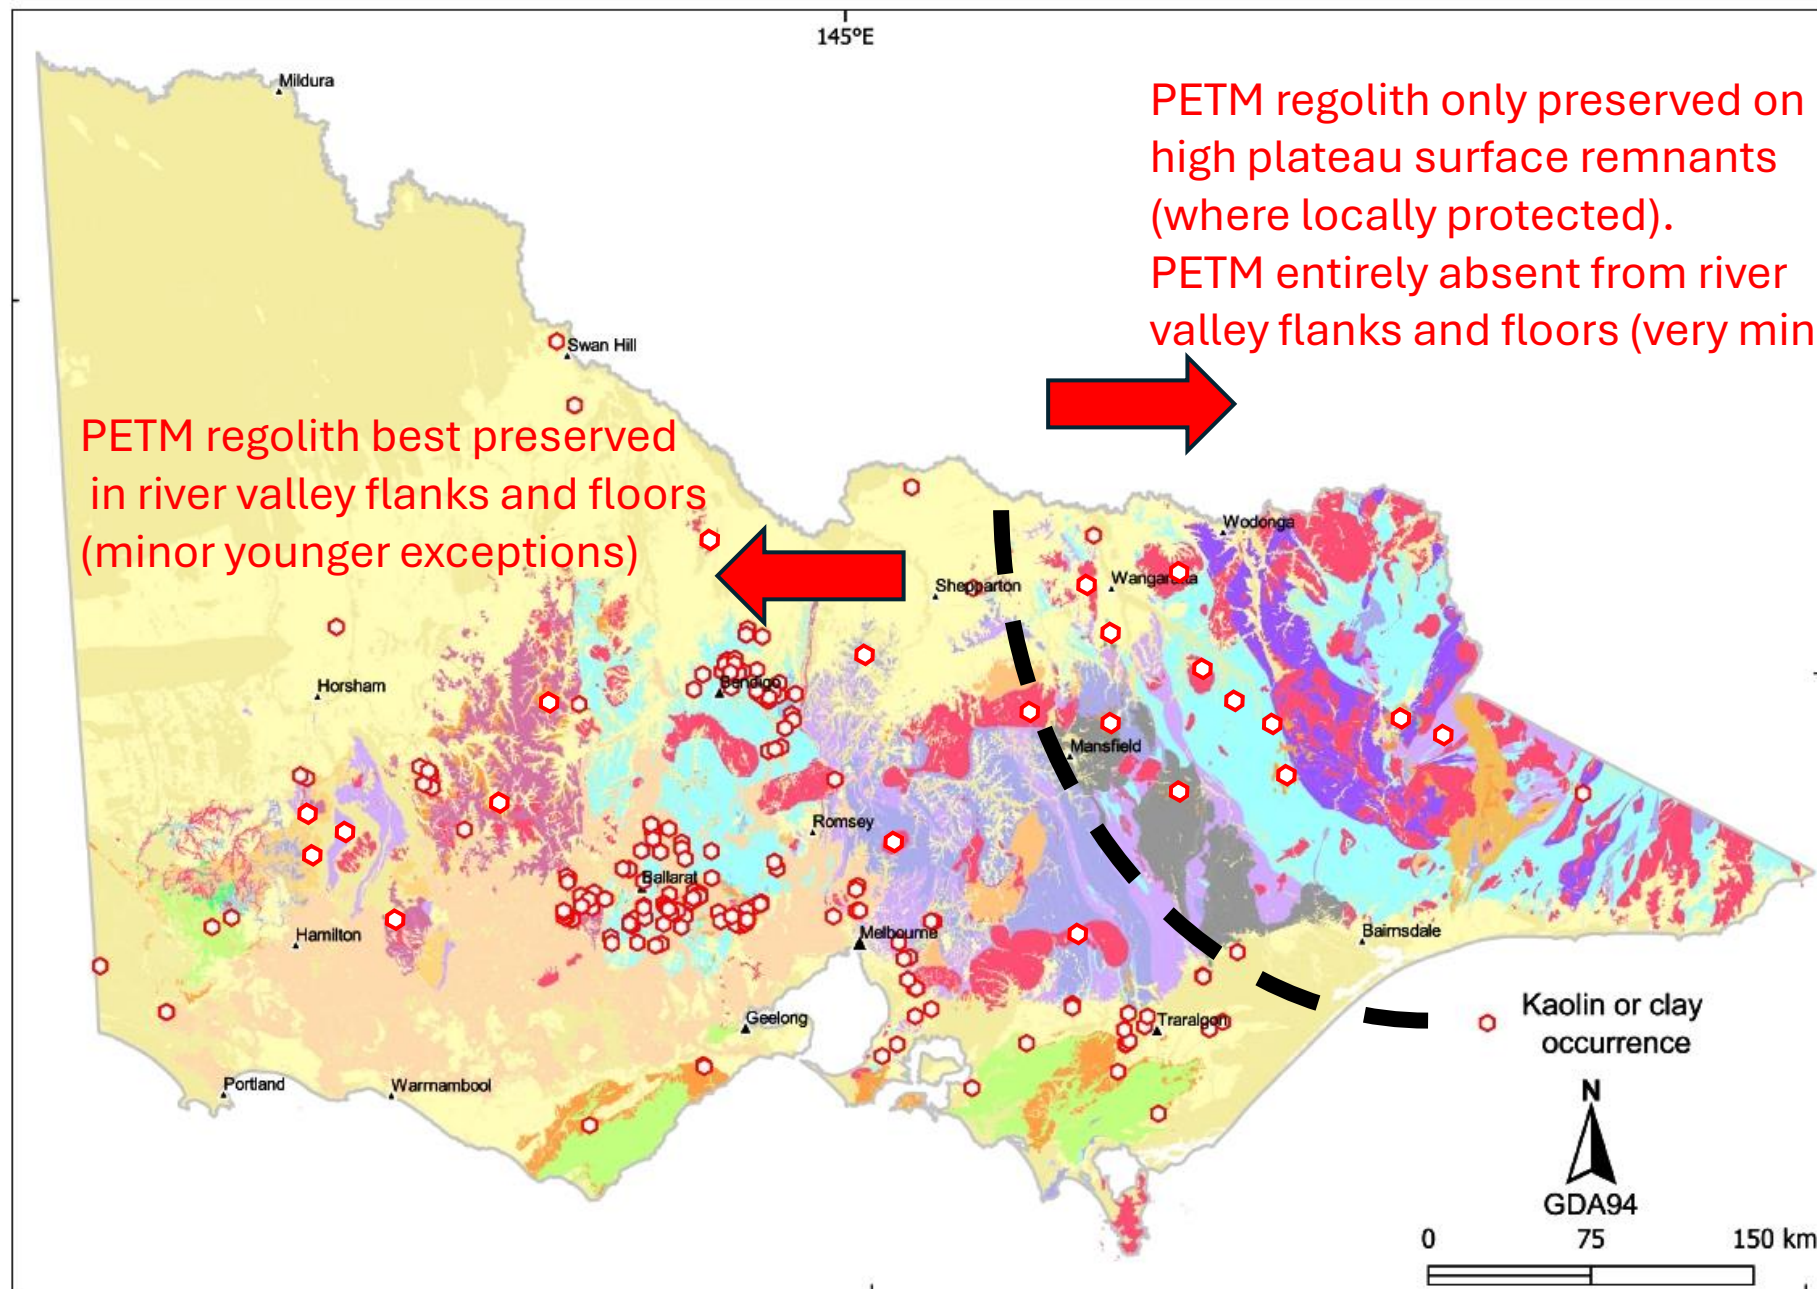 145°E
Mildura
PETM regolith only preserved on
high plateau surface remnants
(where locally protected).
PETM entirely absent from river
valley flanks and floors (very min
Swan Hill
PETM regolith best preserved
in river valley flanks and floors
(minor younger exceptions)
Wodonga
Shepparton
Wangaratta
Horsham
Bendigo
Mansfield
Romsey
Ballarat
Hamilton
Melbourne
Bairnsdale
Geelong
Traralgon
Kaolin or clay
occurrence
Portland
Warrnambool
N
GDA94
0 75 150 km